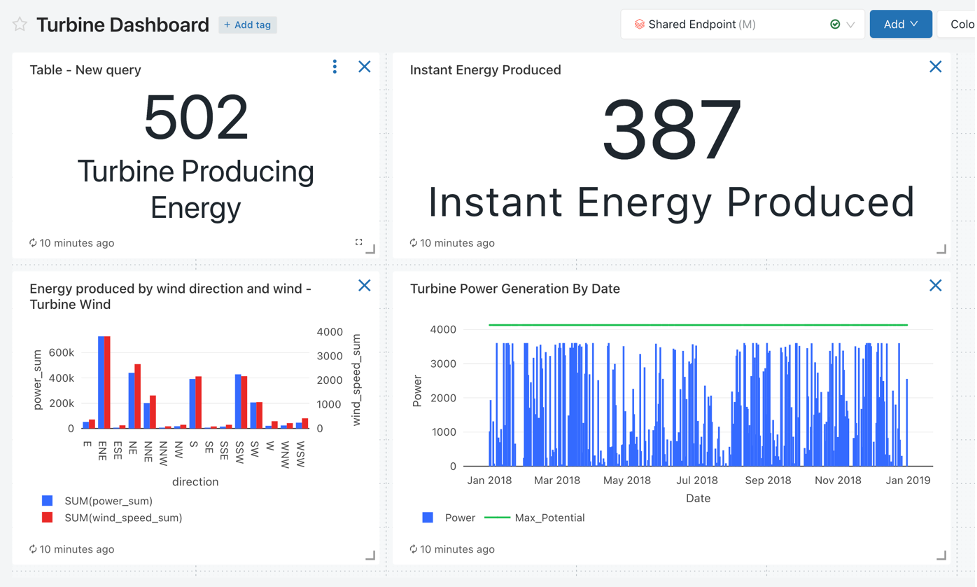 Turbine Dashboard
+ Add tag
Shared Endpoint (M)
Add
Colo
Table - New query
502
Turbine Producing
Energy
10 minutes ago
Instant Energy Produced
387
Instant Energy Produced
10 minutes ago
Energy produced by wind direction and wind -
Turbine Wind
power_sum
600k
400k
200k
0
4000
3000
2000
1000
0
wind_speed_sum
E
ENE
ESE
NE
NNE
NNW
NW
S
SE
SSE
SSW
SW
W
WNW
WSW
direction
SUM(power_sum)
SUM(wind_speed_sum)
10 minutes ago
Turbine Power Generation By Date
Power
4000
3000
2000
1000
0
Jan 2018
Mar 2018
May 2018
Jul 2018
Sep 2018
Nov 2018
Jan 2019
Date
Power
Max_Potential
10 minutes ago